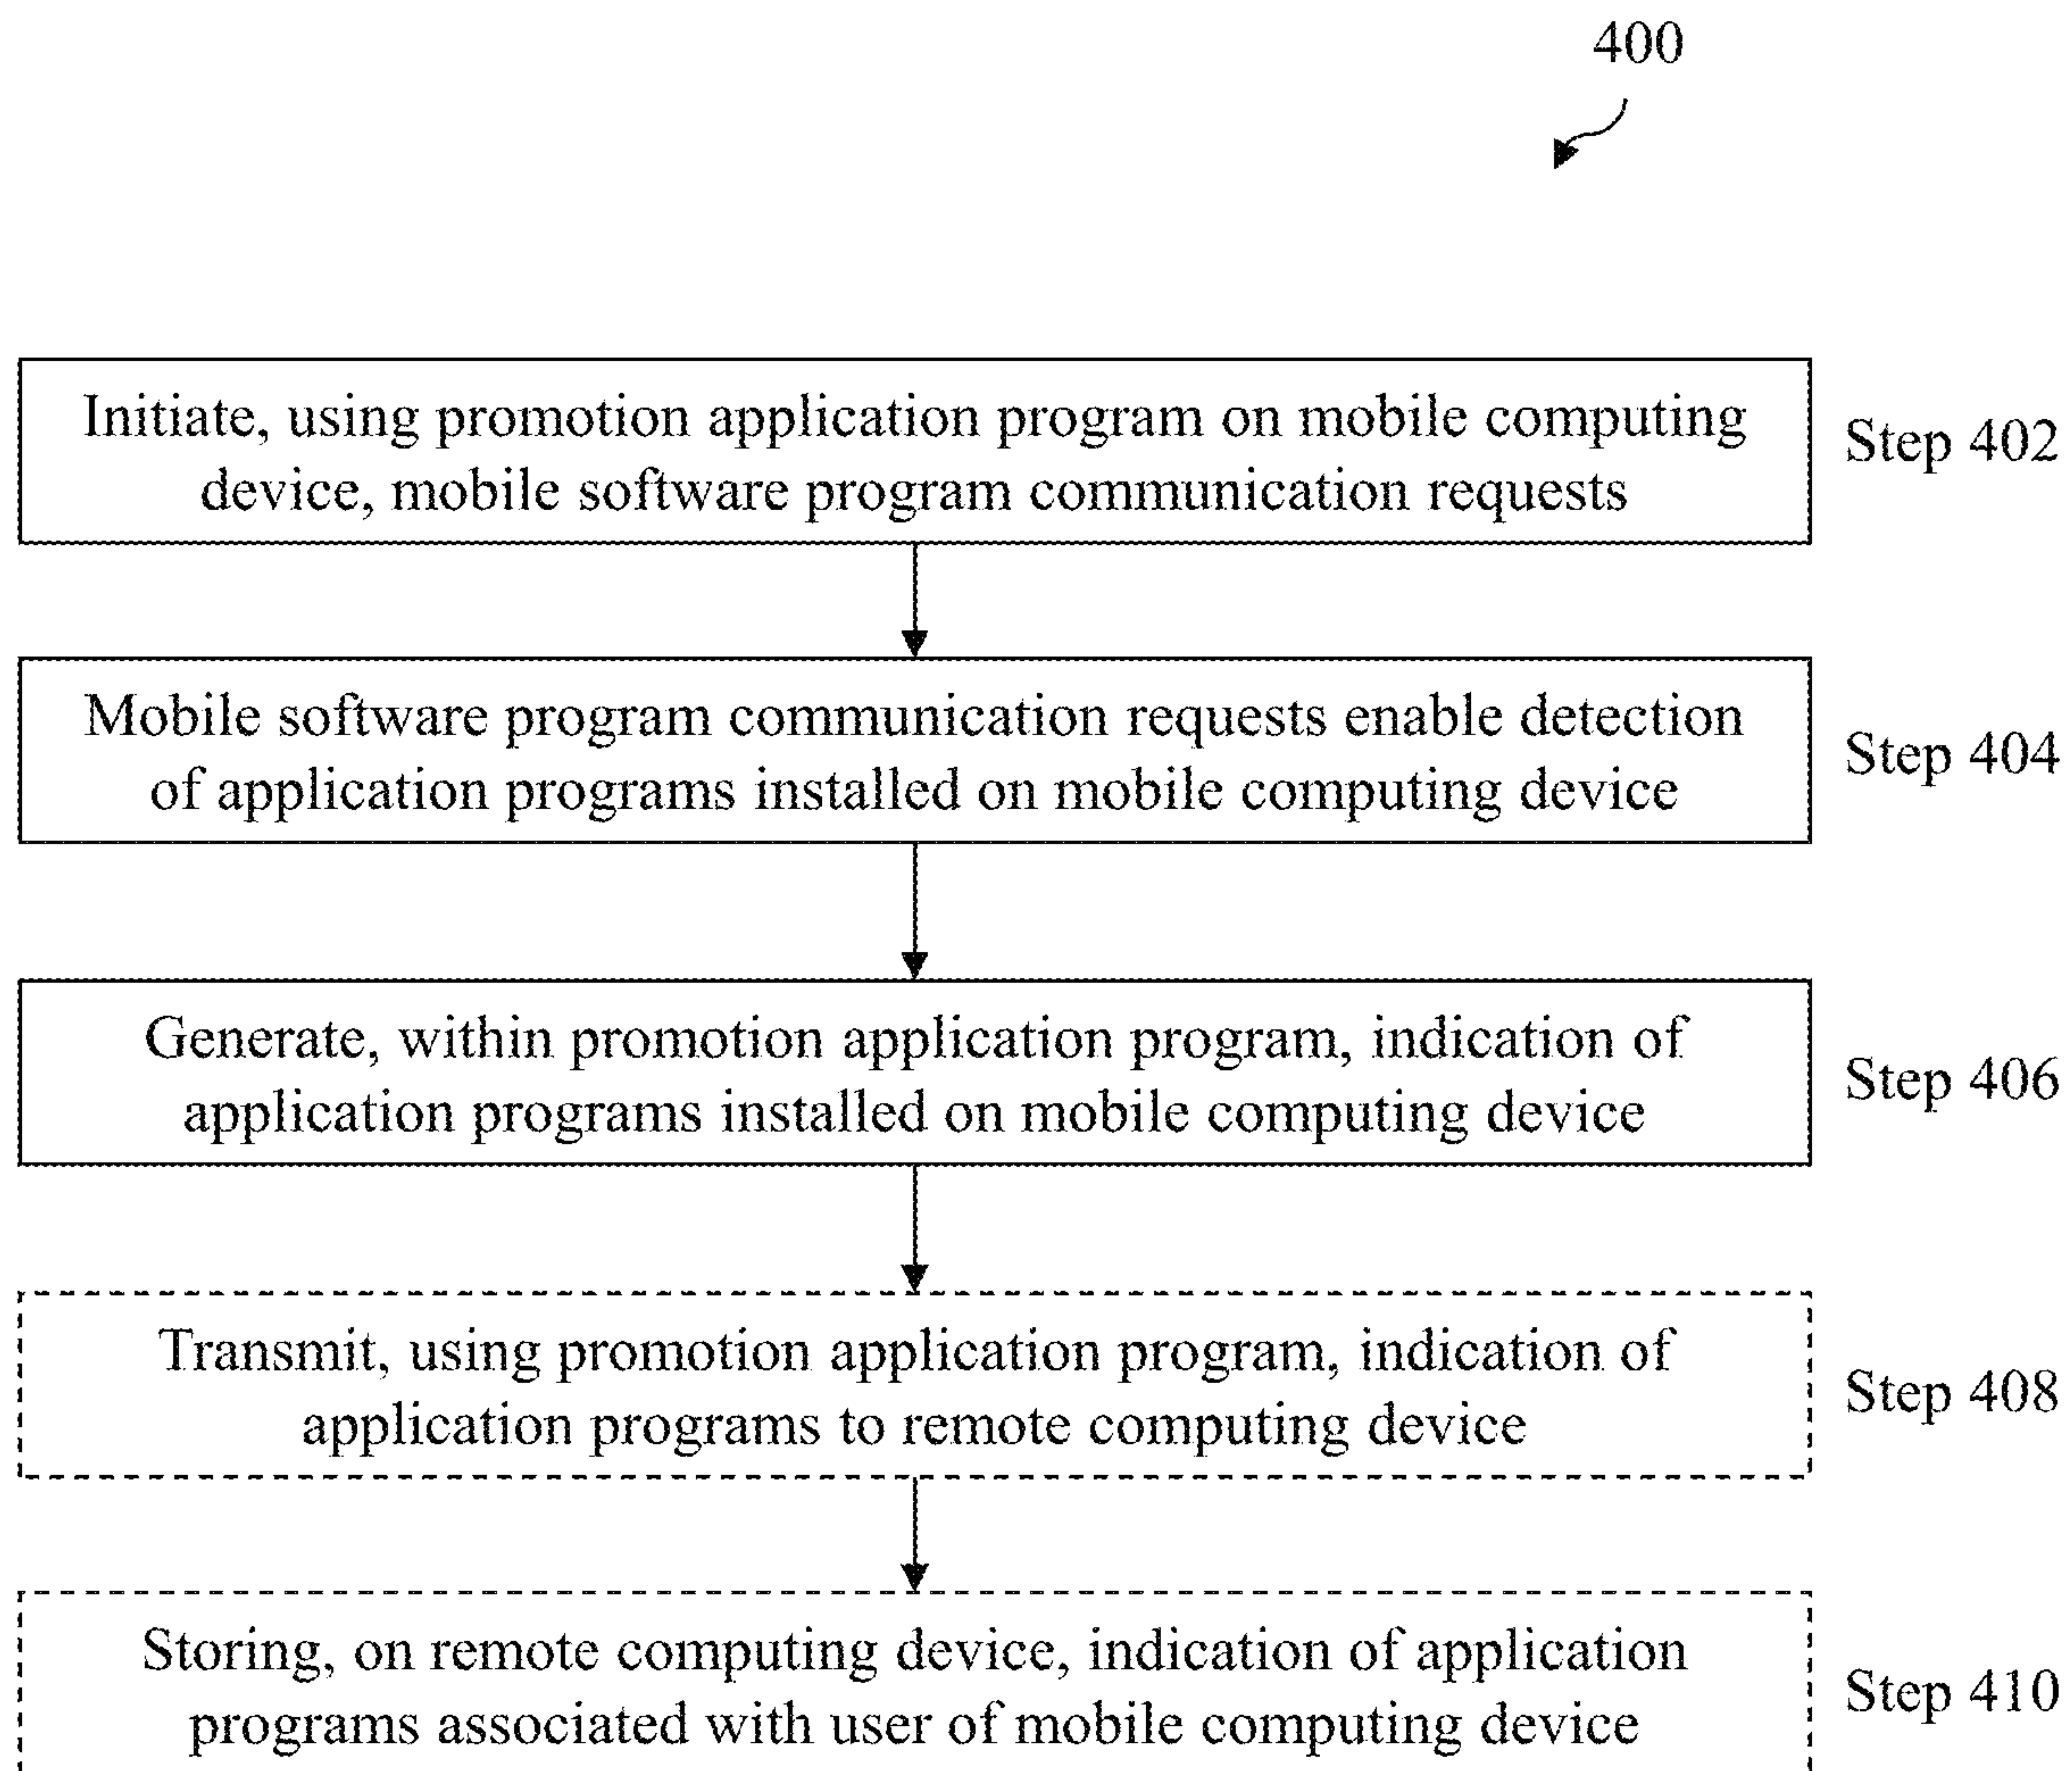 400
Initiate, using promotion application program on mobile computing
device, mobile software program communication requests
Step 402
Mobile software program communication requests enable detection
of application programs installed on mobile computing device
Step 404
Generate, within promotion application program, indication of
application programs installed on mobile computing device
Step 406
Transmit, using promotion application program, indication of
application programs to remote computing device
Step 408
Storing, on remote computing device, indication of application
programs associated with user of mobile computing device
Step 410